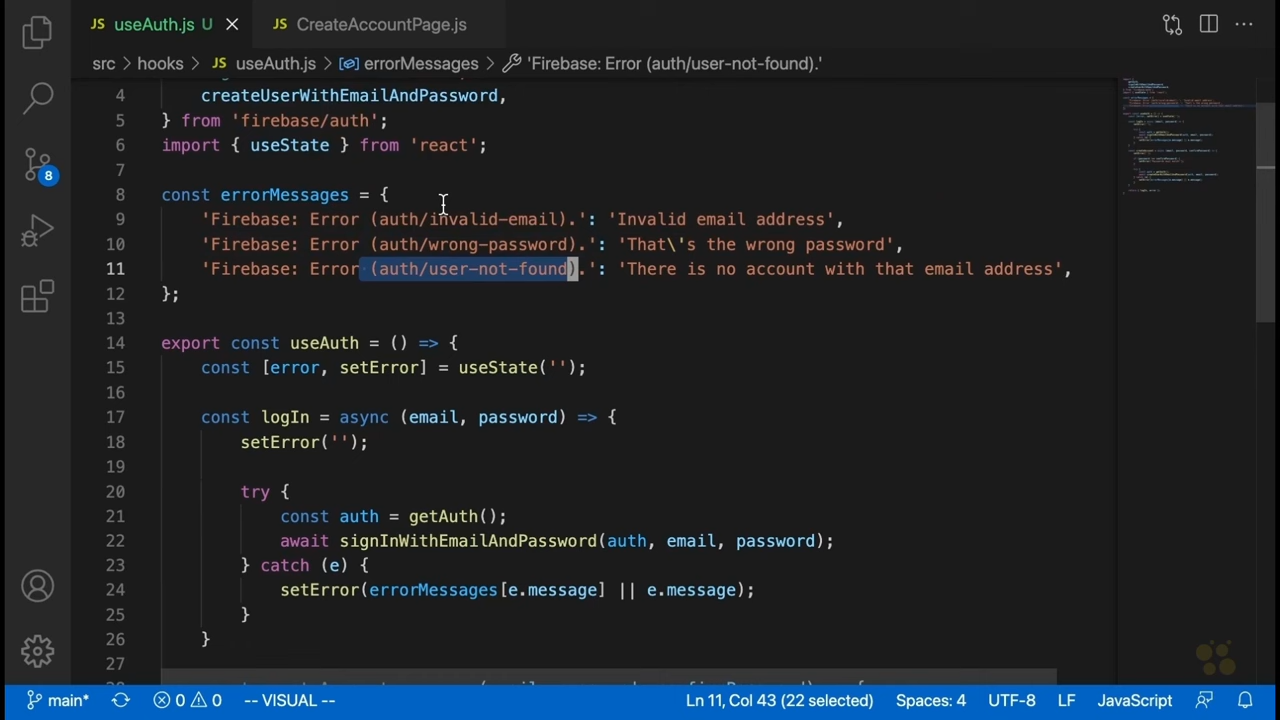 JS useAuth.js U
JS CreateAccountPage.js
src > hooks > JS useAuth.js > errorMessages > 'Firebase: Error (auth/user-not-found).'
4 createUserWithEmailAndPassword,
5 } from 'firebase/auth';
6 import { useState } from 'react';
7
8 const errorMessages = {
9 'Firebase: Error (auth/invalid-email).': 'Invalid email address',
10 'Firebase: Error (auth/wrong-password).': 'That\'s the wrong password',
11 'Firebase: Error (auth/user-not-found).': 'There is no account with that email address',
12 };
13
14 export const useAuth = () => {
15 const [error, setError] = useState('');
16
17 const logIn = async (email, password) => {
18 setError('');
19
20 try {
21 const auth = getAuth();
22 await signInWithEmailAndPassword(auth, email, password);
23 } catch (e) {
24 setError(errorMessages[e.message] || e.message);
25 }
26 }
27
8
main* 0 0 -- VISUAL -- Ln 11, Col 43 (22 selected) Spaces: 4 UTF-8 LF JavaScript